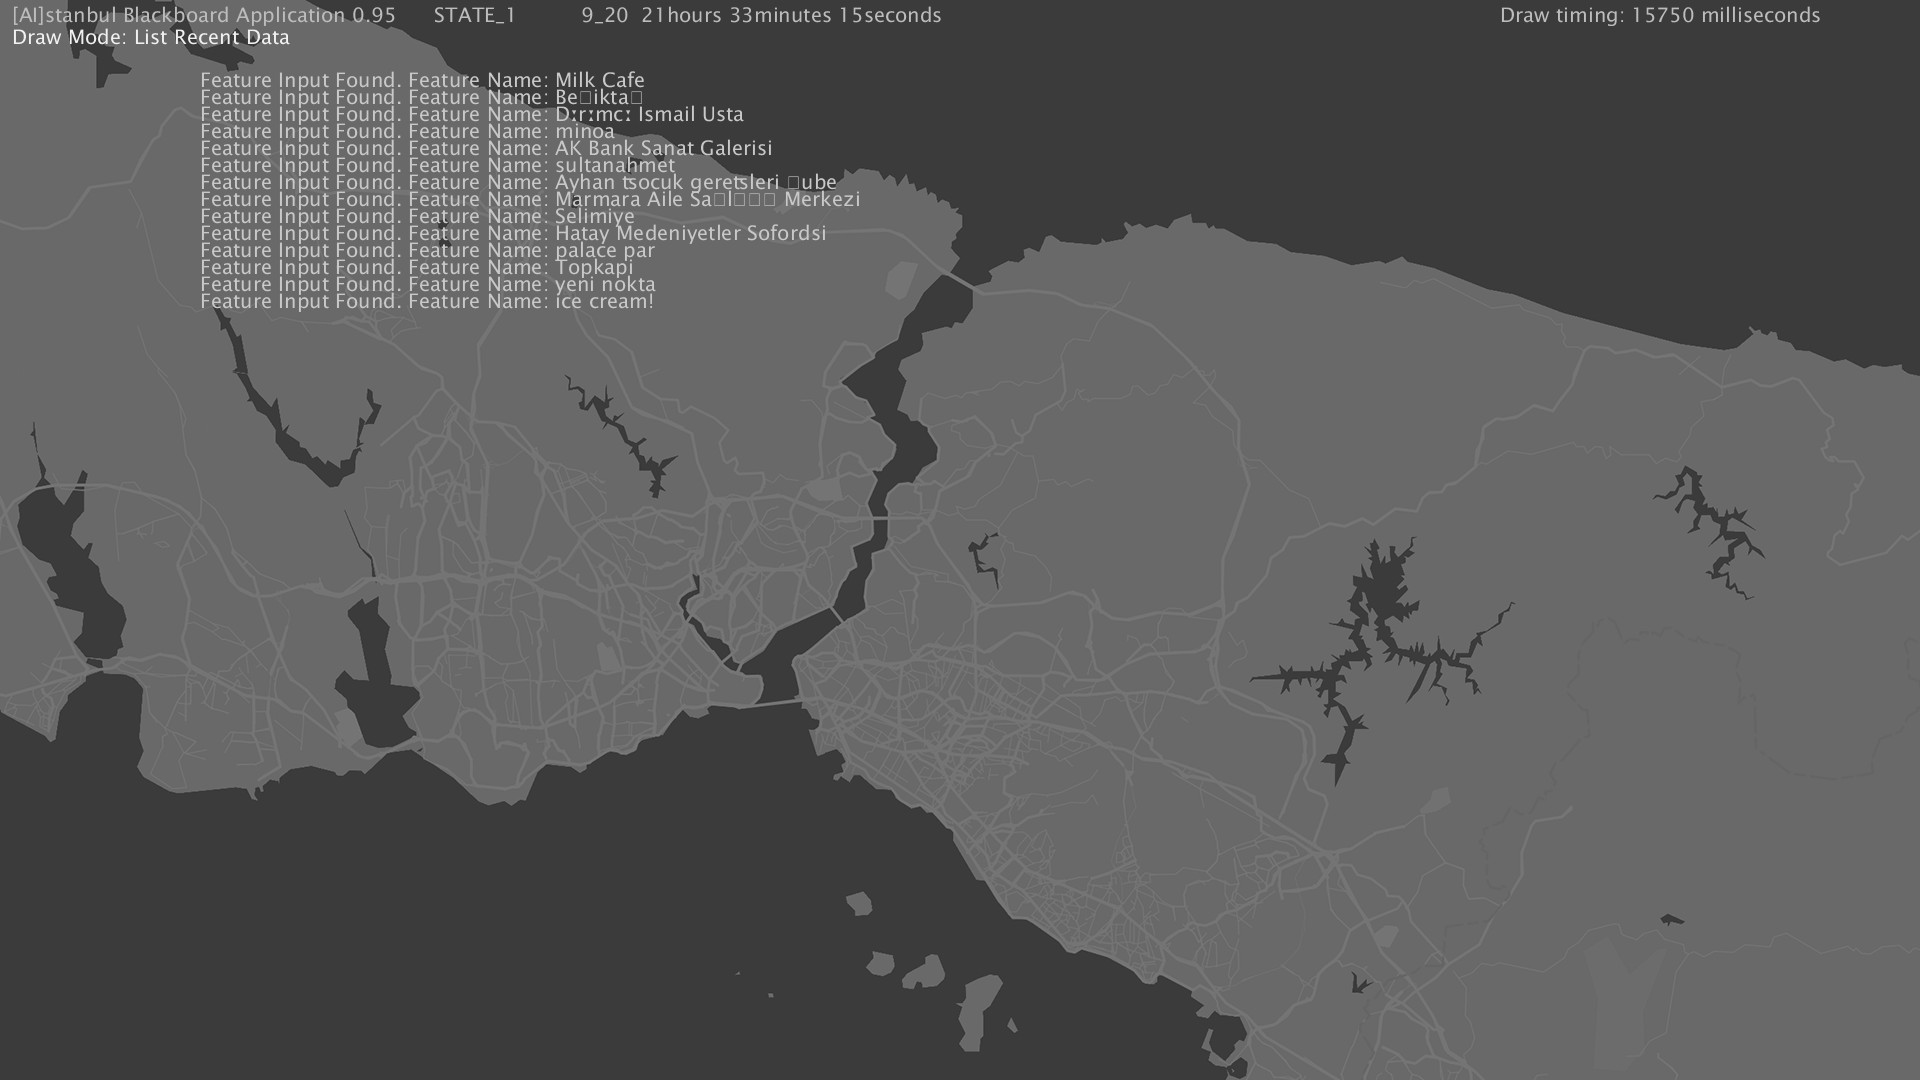 [AI]stanbul Blackboard Application 0.95 STATE_1 9_20 21hours 33minutes 15seconds Draw timing: 15750 milliseconds
Draw Mode: List Recent Data
Feature Input Found. Feature Name: Milk Cafe
Feature Input Found. Feature Name: Be□ikta□
Feature Input Found. Feature Name: Dːrːmcː Ismail Usta
Feature Input Found. Feature Name: minoa
Feature Input Found. Feature Name: AK Bank Sanat Galerisi
Feature Input Found. Feature Name: sultanahmet
Feature Input Found. Feature Name: Ayhan ʦocuk gereʦleri □ube
Feature Input Found. Feature Name: Marmara Aile Sa□l□□□ Merkezi
Feature Input Found. Feature Name: Selimiye
Feature Input Found. Feature Name: Hatay Medeniyetler Sofordsi
Feature Input Found. Feature Name: palace par
Feature Input Found. Feature Name: Topkapi
Feature Input Found. Feature Name: yeni nokta
Feature Input Found. Feature Name: ice cream!